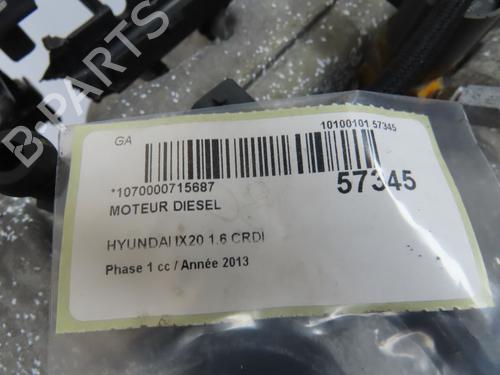 B-PARTS
GA
10100101 57345
*1070000715687
57345
MOTEUR DIESEL
HYUNDAI IX20 1.6 CRDI
Phase 1 cc / Année 2013